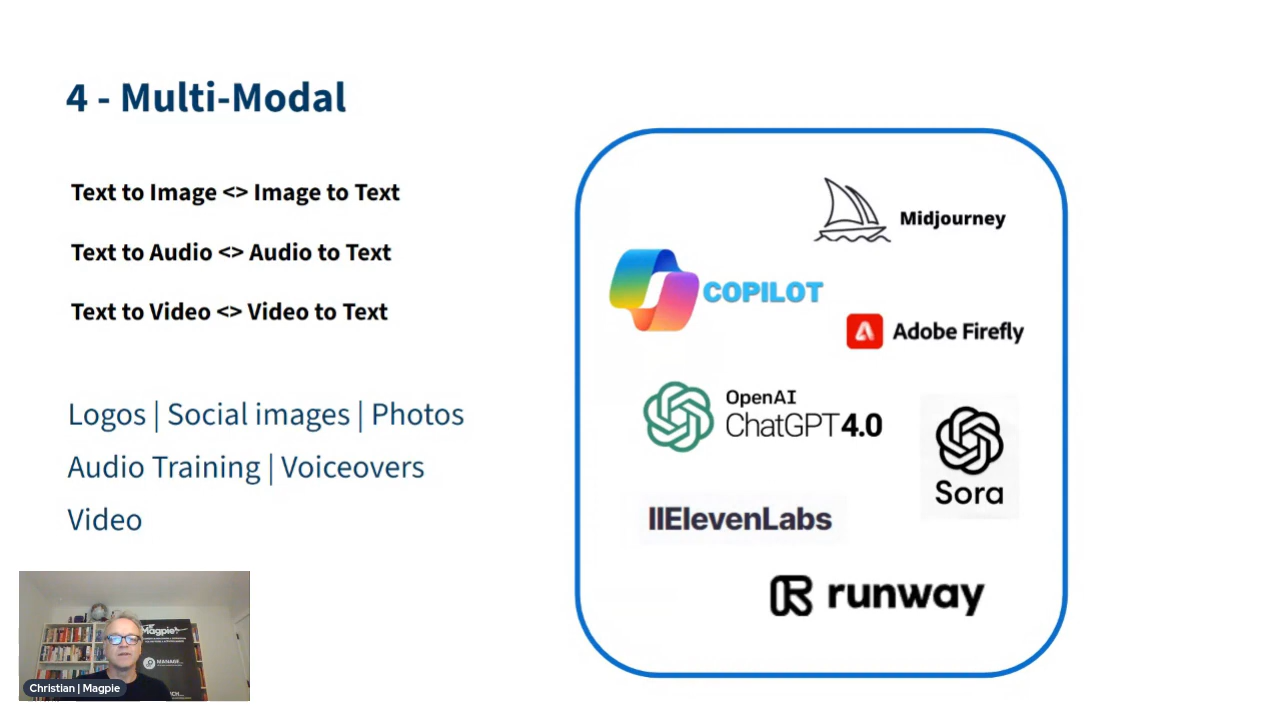 4 - Multi-Modal
Text to Image <> Image to Text
Text to Audio <> Audio to Text
Text to Video <> Video to Text
Logos | Social images | Photos
Audio Training | Voiceovers
Video
Midjourney
COPILOT
Adobe Firefly
OpenAI
ChatGPT4.0
Sora
IIElevenLabs
runway
Magpie
MANAGE
Christian | Magpie